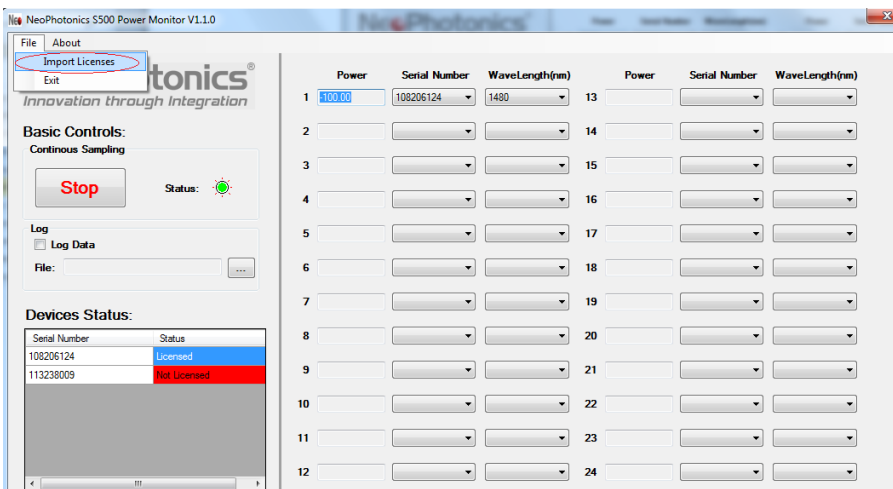 NeoPhotonics S500 Power Monitor V1.1.0
File About
Import Licenses
Exit
tonics®
Innovation through Integration
Basic Controls:
Continous Sampling
Stop
Status:
Log
Log Data
File:
...
Devices Status:
Serial Number Status
108206124 Licensed
113238009 Not Licensed
Power Serial Number WaveLength(nm)
1 -100.00 108206124 1480
2
3
4
5
6
7
8
9
10
11
12
Power Serial Number WaveLength(nm)
13
14
15
16
17
18
19
20
21
22
23
24